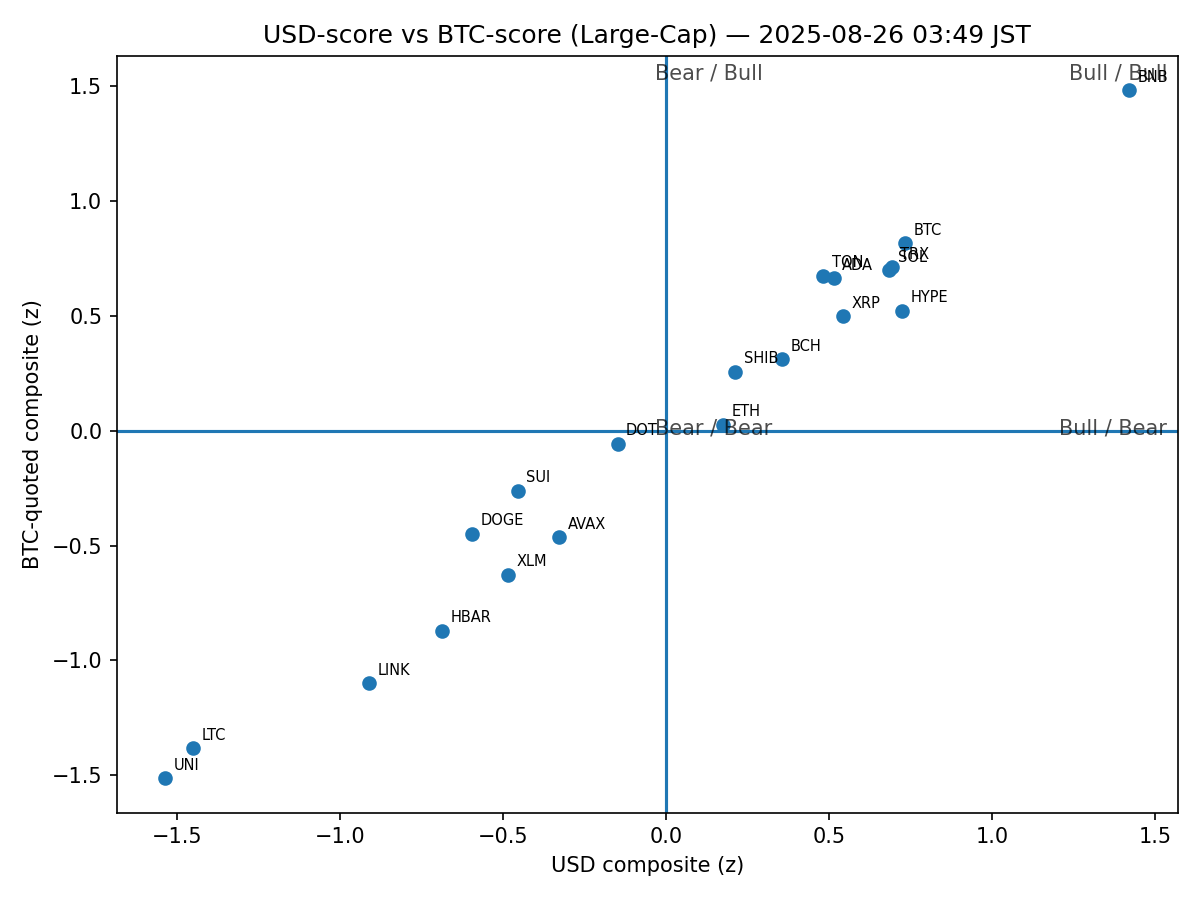 USD-score vs BTC-score (Large-Cap) — 2025-08-26 03:49 JST
Bear / Bull
Bull / Bull
BNB
1.5
1.0
0.5
0.0
−0.5
−1.0
−1.5
BTC-quoted composite (z)
BTC
TRX
SOL
TON
ADA
HYPE
XRP
BCH
SHIB
ETH
DOT
Bear / Bear
Bull / Bear
SUI
DOGE
AVAX
XLM
HBAR
LINK
LTC
UNI
−1.5
−1.0
−0.5
0.0
0.5
1.0
1.5
USD composite (z)